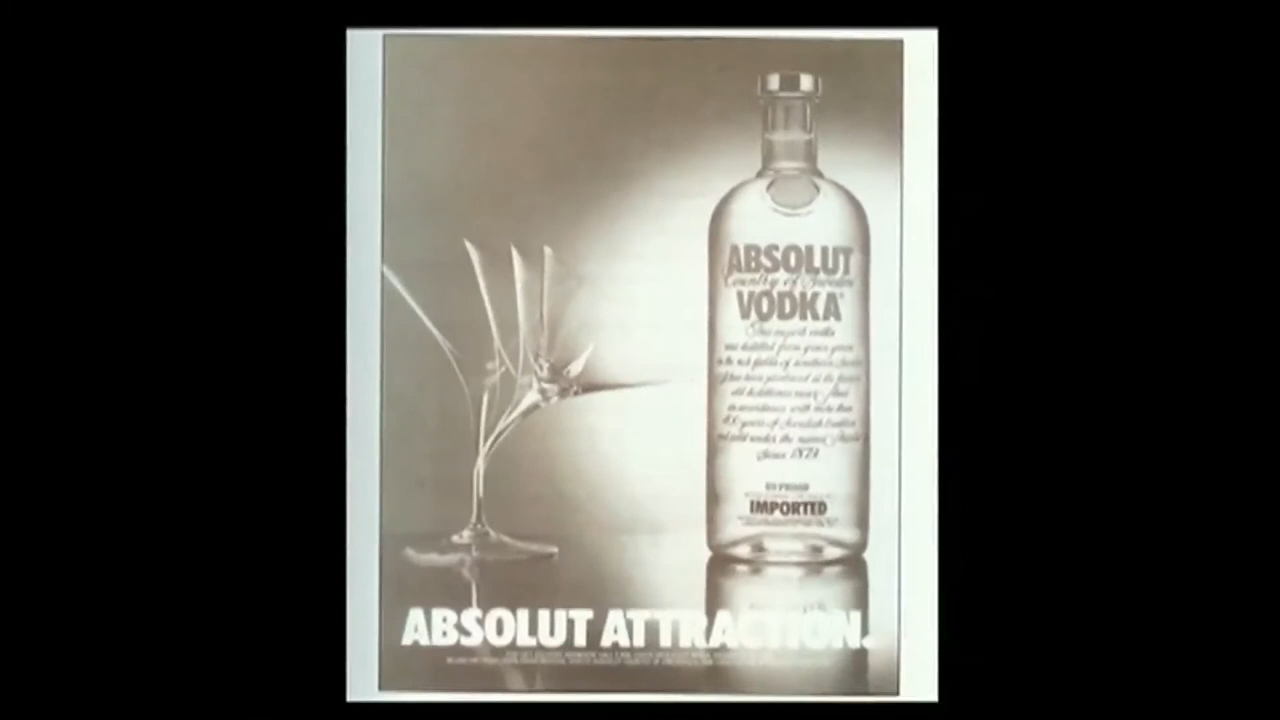 ABSOLUT
Country of Sweden
VODKA
This superb vodka
was distilled from grain grown
in the rich fields of southern Sweden
It has been produced at the famous
old distilleries near Åhus
in accordance with more than
400 years of Swedish tradition
and sold under the name Absolut
Since 1879.
IMPORTED
ABSOLUT ATTRACTION.